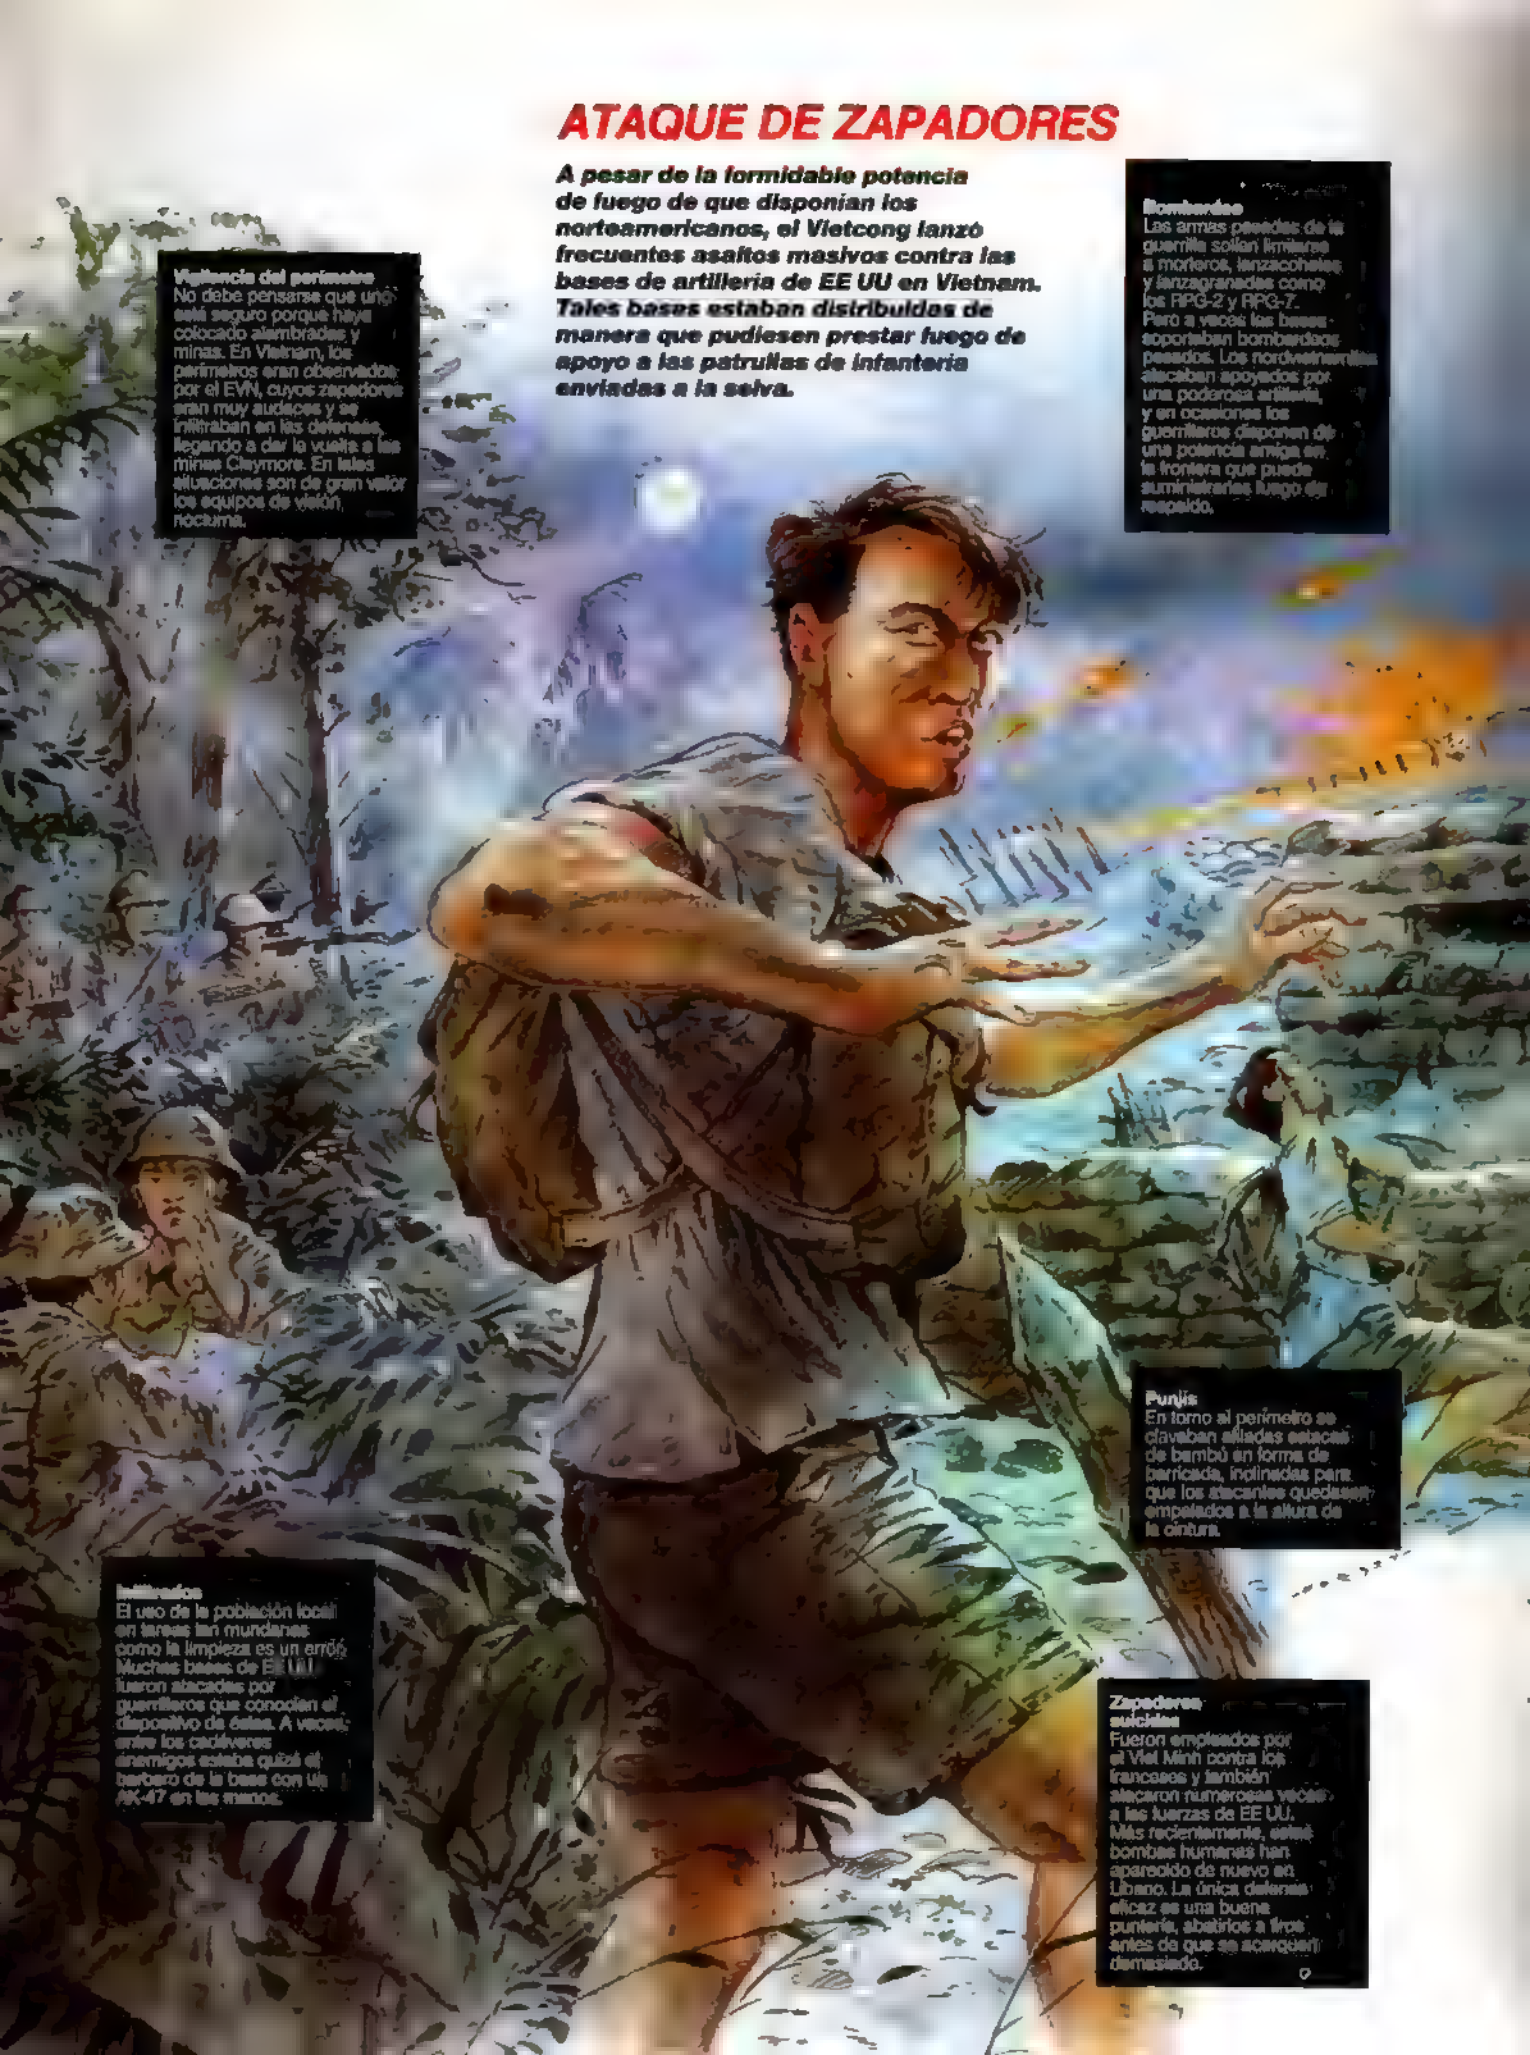 ATAQUE DE ZAPADORES
A pesar de la formidable potencia
de fuego de que disponían los
norteamericanos, el Vietcong lanzó
frecuentes asaltos masivos contra las
bases de artillería de EE UU en Vietnam.
Tales bases estaban distribuidas de
manera que pudiesen prestar fuego de
apoyo a las patrullas de infantería
enviadas a la selva.
Vigilancia del perímetro
No debe pensarse que uno
está seguro porque haya
colocado alambradas y
minas. En Vietnam, los
perímetros eran observados
por el EVN, cuyos zapadores
eran muy audaces y se
infiltraban en las defensas,
llegando a dar la vuelta a las
minas Claymore. En tales
situaciones son de gran valor
los equipos de visión
nocturna.
Bombardeo
Las armas pesadas de la
guerrilla solían limitarse
a morteros, lanzacohetes
y lanzagranadas como
los RPG-2 y RPG-7.
Pero a veces las bases
soportaban bombardeos
pesados. Los nordvietnamitas
atacaban apoyados por
una poderosa artillería,
y en ocasiones los
guerrilleros disponen de
una potencia amiga en
la frontera que puede
suministrarles fuego de
respaldo.
Punjis
En torno al perímetro se
clavaban afiladas estacas
de bambú en forma de
barricada, inclinadas para
que los atacantes quedasen
empalados a la altura de
la cintura.
Infiltrados
El uso de la población local
en tareas tan mundanas
como la limpieza es un error.
Muchas bases de EE UU
fueron atacadas por
guerrilleros que conocían el
dispositivo de éstas. A veces,
entre los cadáveres
enemigos estaba quizá el
barbero de la base con un
AK-47 en las manos.
Zapadores
suicidas
Fueron empleados por
el Viet Minh contra los
franceses y también
atacaron numerosas veces
a las fuerzas de EE UU.
Más recientemente, estas
bombas humanas han
aparecido de nuevo en
Líbano. La única defensa
eficaz es una buena
puntería, abatirlos a tiros
antes de que se acerquen
demasiado.